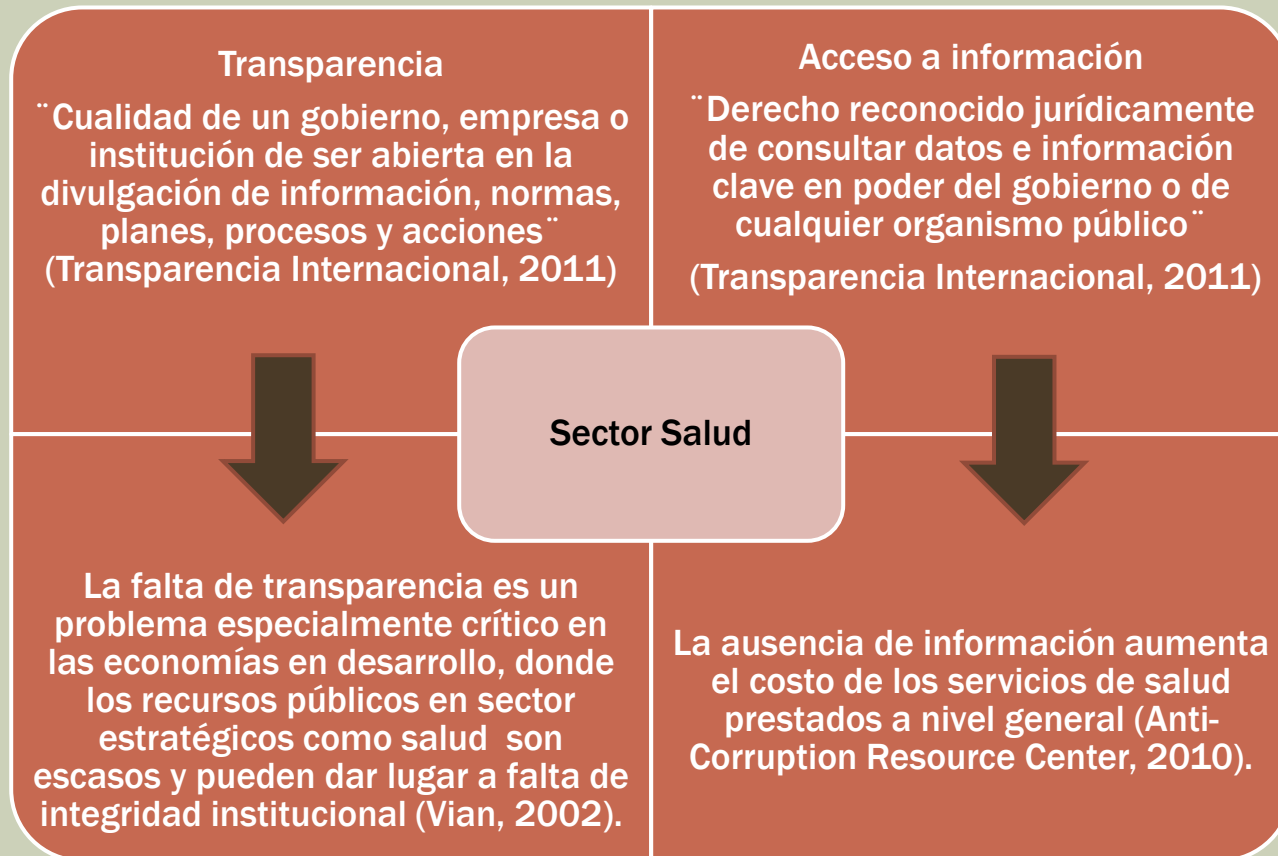 Transparencia
¨Cualidad de un gobierno, empresa o
institución de ser abierta en la
divulgación de información, normas,
planes, procesos y acciones¨
(Transparencia Internacional, 2011)
Acceso a información
¨Derecho reconocido jurídicamente
de consultar datos e información
clave en poder del gobierno o de
cualquier organismo público¨
(Transparencia Internacional, 2011)
Sector Salud
La falta de transparencia es un
problema especialmente crítico en
las economías en desarrollo, donde
los recursos públicos en sector
estratégicos como salud son
escasos y pueden dar lugar a falta de
integridad institucional (Vian, 2002).
La ausencia de información aumenta
el costo de los servicios de salud
prestados a nivel general (Anti-
Corruption Resource Center, 2010).